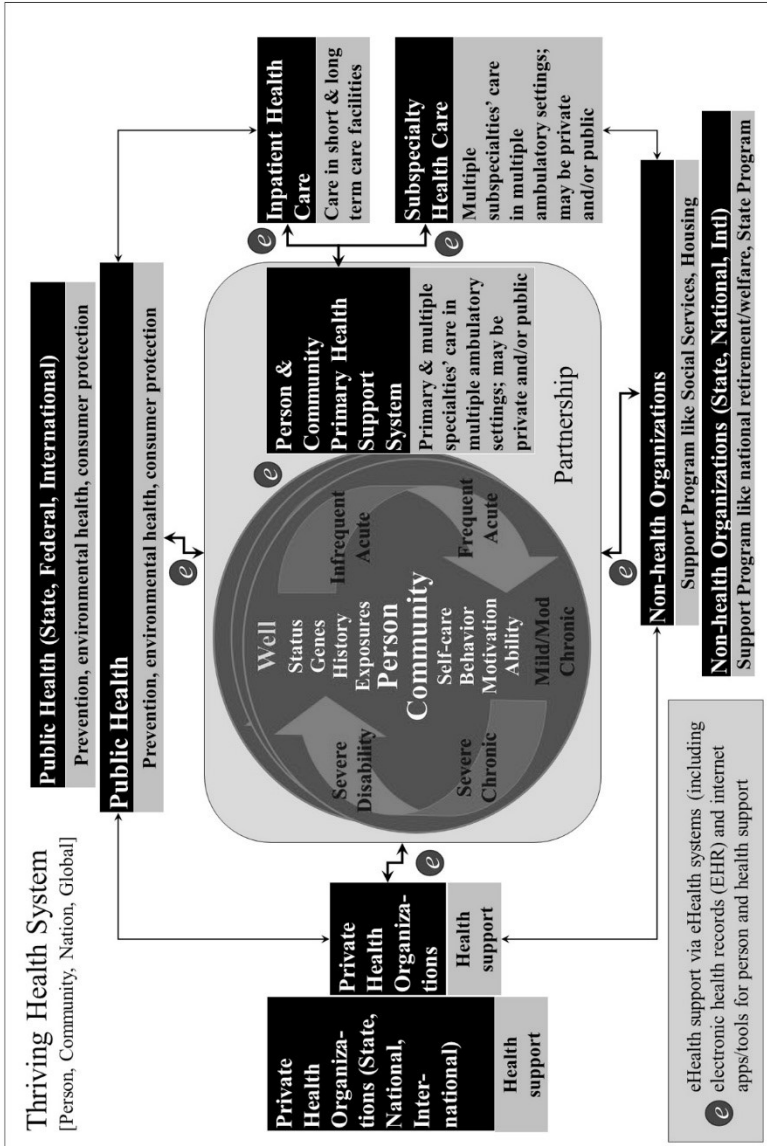 Thriving Health System
[Person, Community, Nation, Global]
Public Health (State, Federal, International)
Prevention, environmental health, consumer protection
Public Health
Prevention, environmental health, consumer protection
e
Private
Health
Organiza-
tions (State,
National,
Inter-
national)
Health
support
Private
Health
Organiza-
tions
Health
support
e
Well
Status
Genes
History
Exposures
Person
Community
Self-care
Behavior
Motivation
Ability
Mild/Mod
Chronic
Severe
Disability
Severe
Chronic
Infrequent
Acute
Frequent
Acute
e
Person &
Community
Primary Health
Support
System
Primary & multiple
specialties' care in
multiple ambulatory
settings; may be
private and/or public
Partnership
e
Inpatient Health
Care
Care in short & long
term care facilities
e
Subspecialty
Health Care
Multiple
subspecialties' care
in multiple
ambulatory settings;
may be private
and/or public
e
Non-health Organizations
Support Program like Social Services, Housing
Non-health Organizations (State, National, Intl)
Support Program like national retirement/welfare, State Program
e
eHealth support via eHealth systems (including
electronic health records (EHR) and internet
apps/tools for person and health support